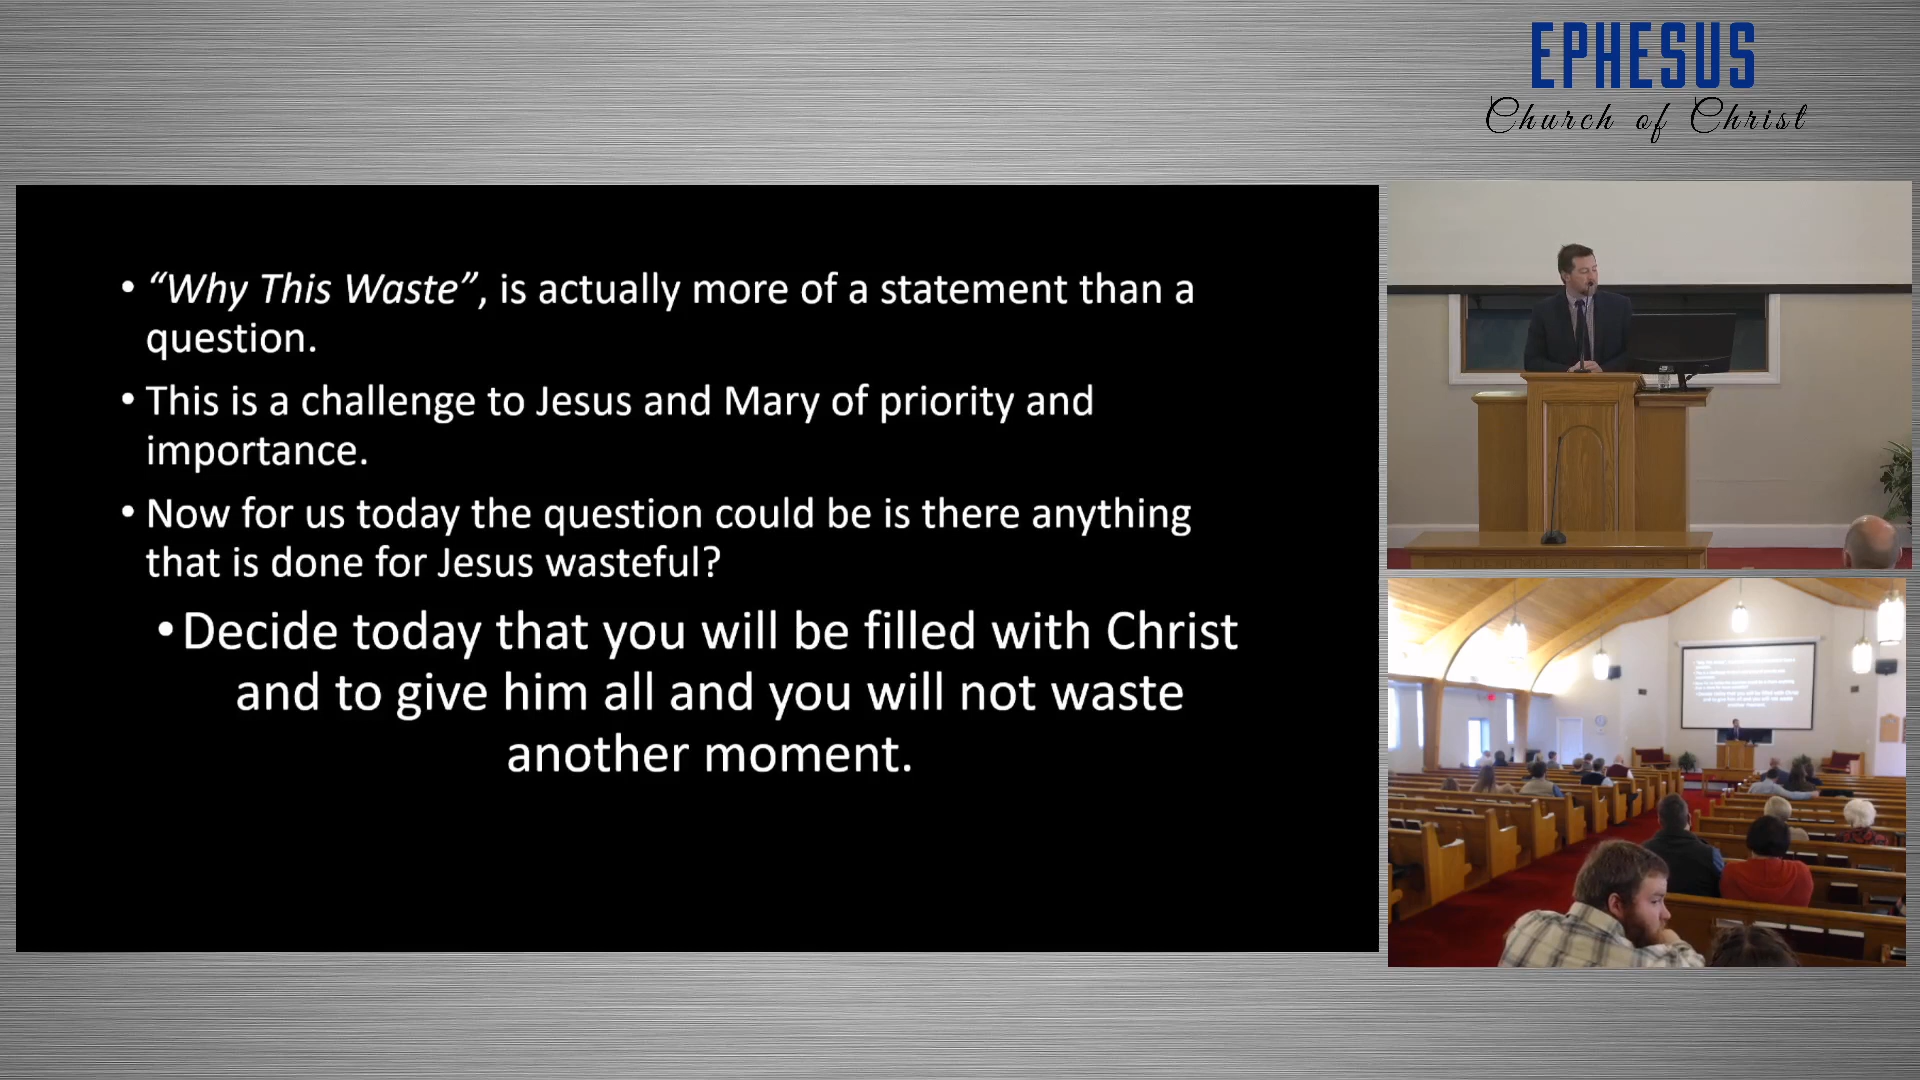 EPHESUS
Church of Christ
• “Why This Waste”, is actually more of a statement than a
question.
• This is a challenge to Jesus and Mary of priority and
importance.
• Now for us today the question could be is there anything
that is done for Jesus wasteful?
• Decide today that you will be filled with Christ
and to give him all and you will not waste
another moment.